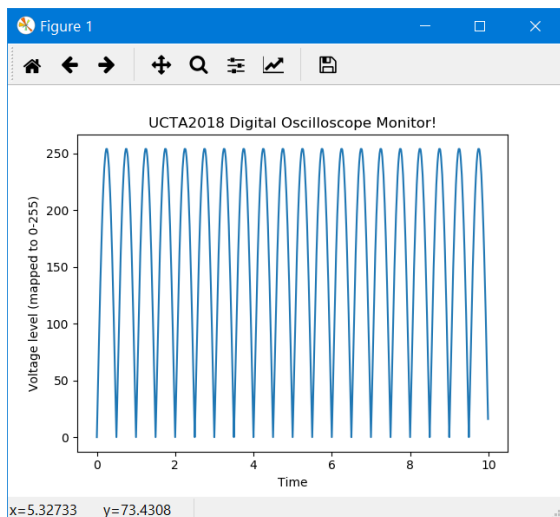 Figure 1
UCTA2018 Digital Oscilloscope Monitor!
Voltage level (mapped to 0-255)
250
200
150
100
50
0
0 2 4 6 8 10
Time
x=5.32733 y=73.4308